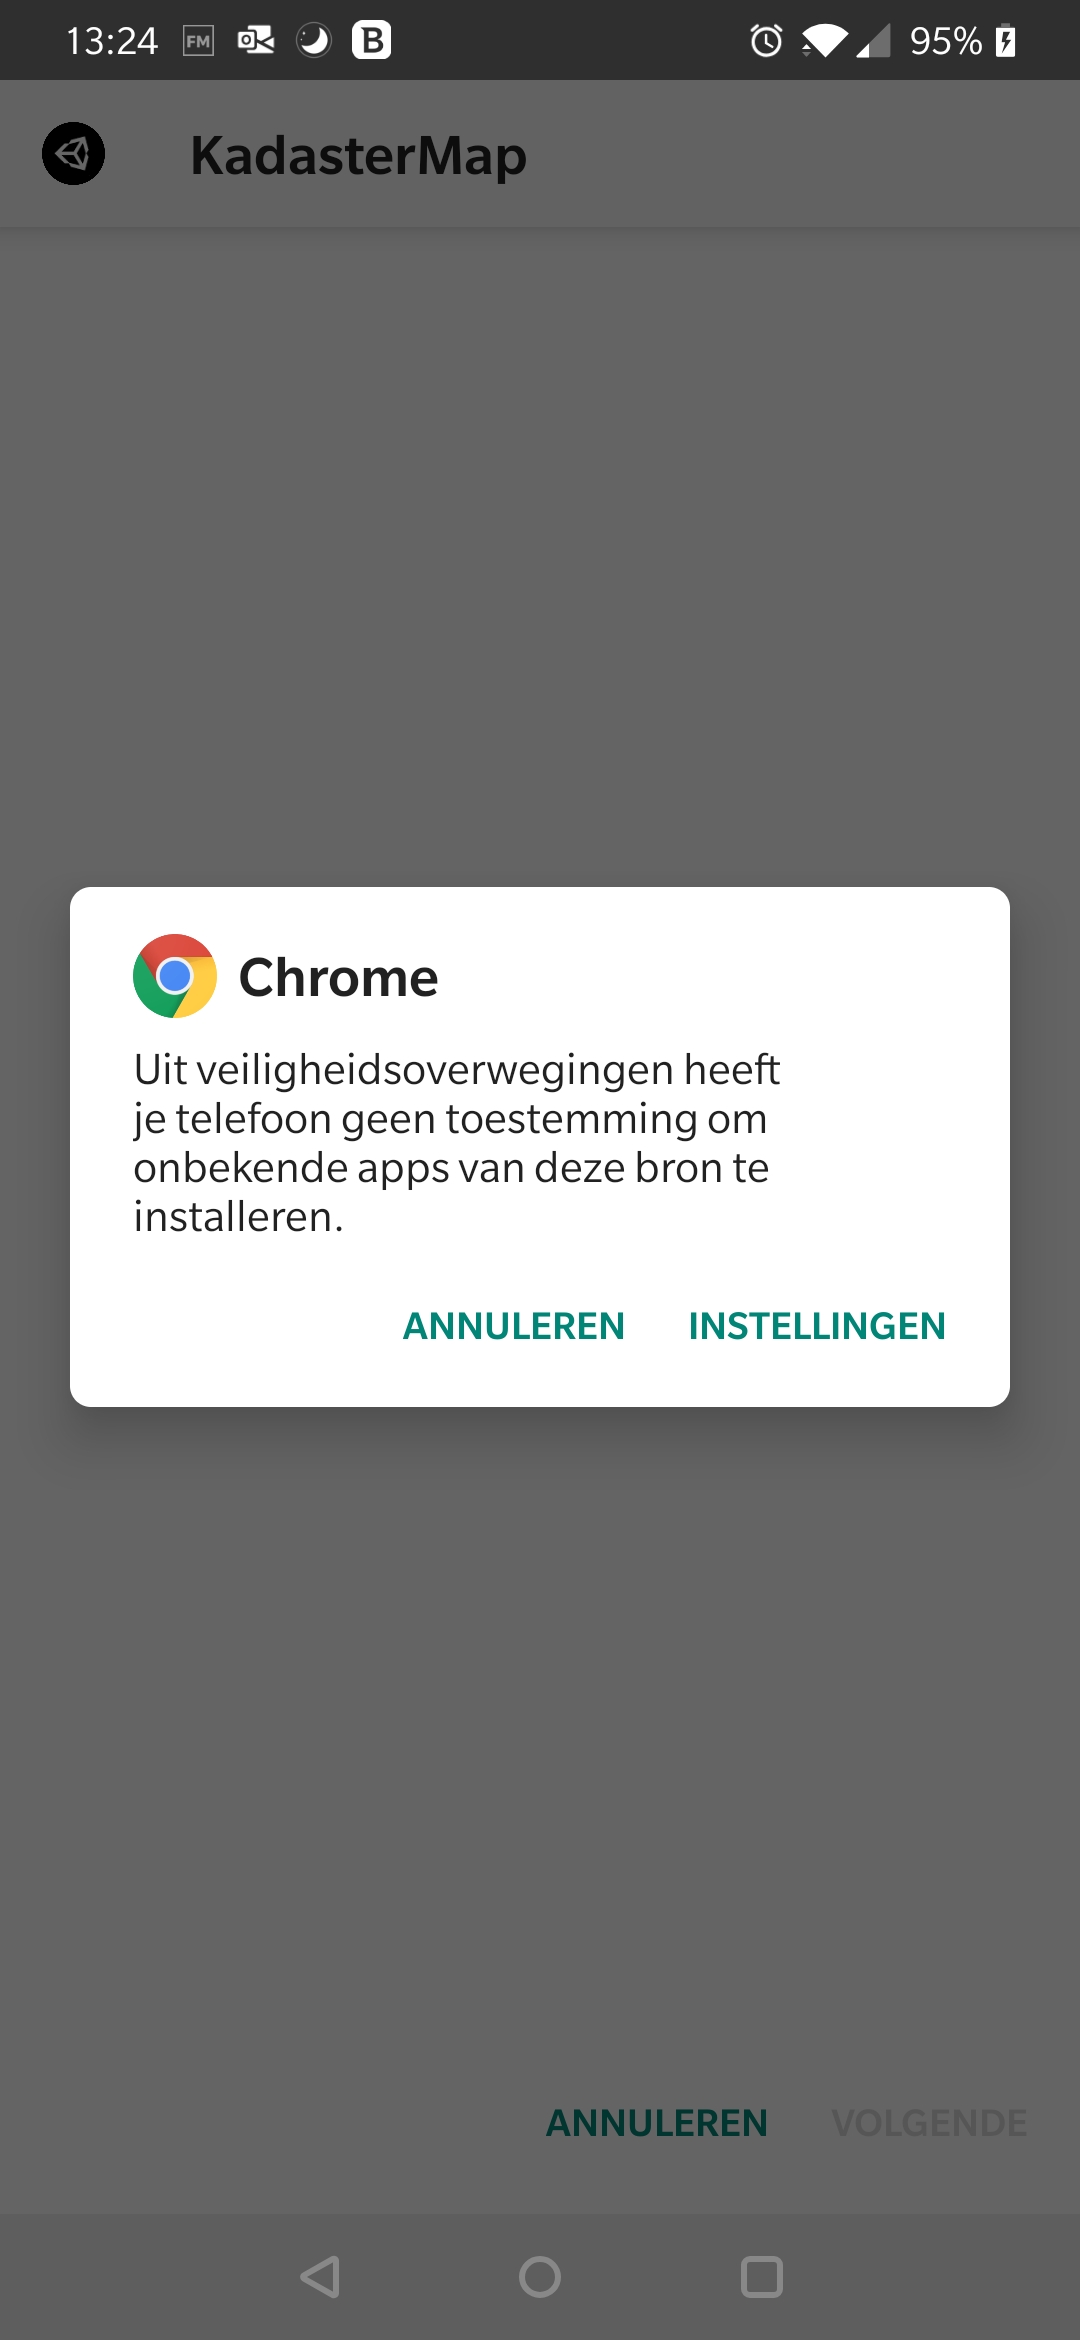 13:24 FM B 95%
KadasterMap
Chrome
Uit veiligheidsoverwegingen heeft
je telefoon geen toestemming om
onbekende apps van deze bron te
installeren.
ANNULEREN INSTELLINGEN
ANNULEREN VOLGENDE